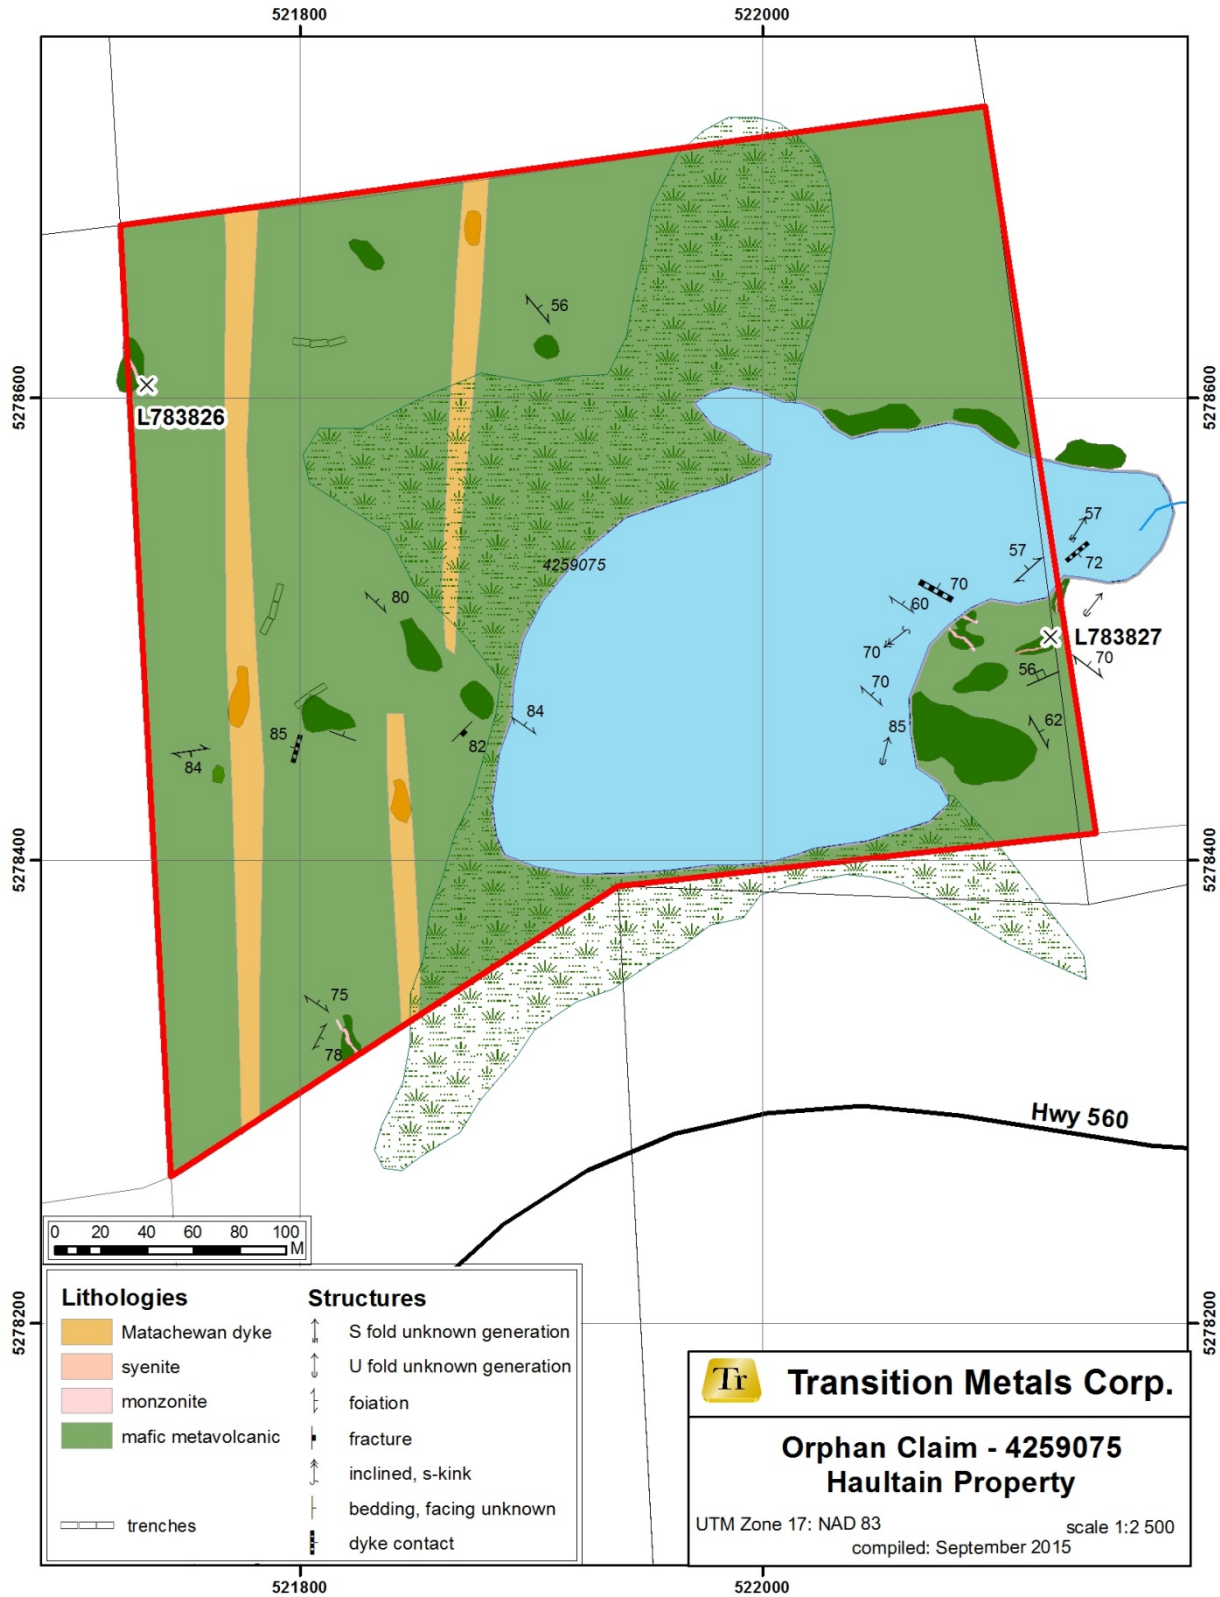 521800
522000
56
5278600
5278600
L783826
57
57
72
4259075
70
60
80
70
L783827
70
56
70
84
62
85
85
82
84
5278400
5278400
75
78
Hwy 560
0 20 40 60 80 100
M
Lithologies
Matachewan dyke
syenite
monzonite
mafic metavolcanic
trenches
Structures
S fold unknown generation
U fold unknown generation
foiation
fracture
inclined, s-kink
bedding, facing unknown
dyke contact
5278200
5278200
Tr
Transition Metals Corp.
Orphan Claim - 4259075
Haultain Property
UTM Zone 17: NAD 83
scale 1:2 500
compiled: September 2015
521800
522000